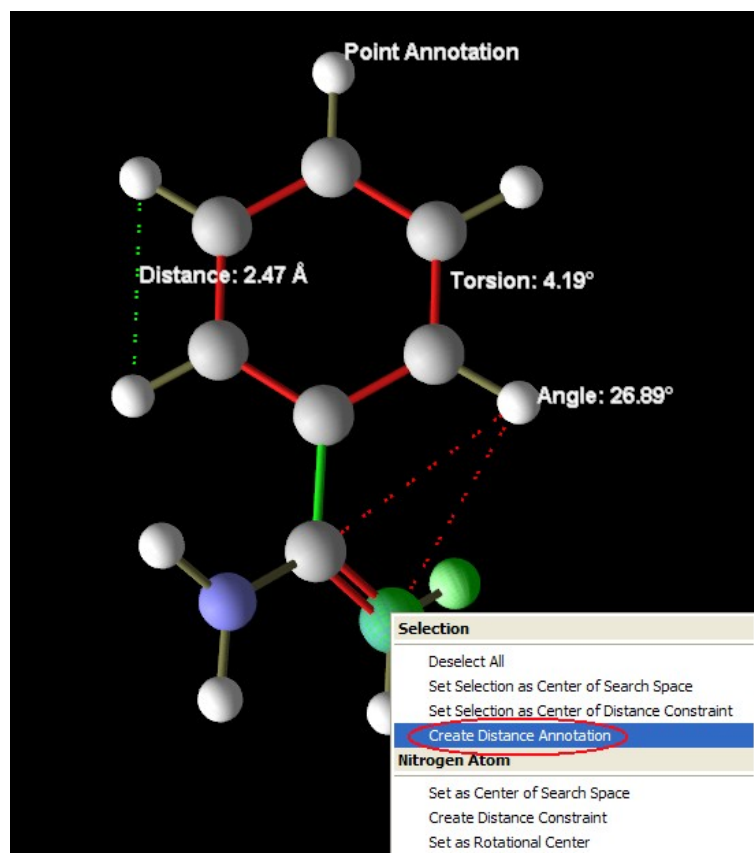 Point Annotation
Distance: 2.47 Å
Torsion: 4.19°
Angle: 26.89°
Selection
Deselect All
Set Selection as Center of Search Space
Set Selection as Center of Distance Constraint
Create Distance Annotation
Nitrogen Atom
Set as Center of Search Space
Create Distance Constraint
Set as Rotational Center